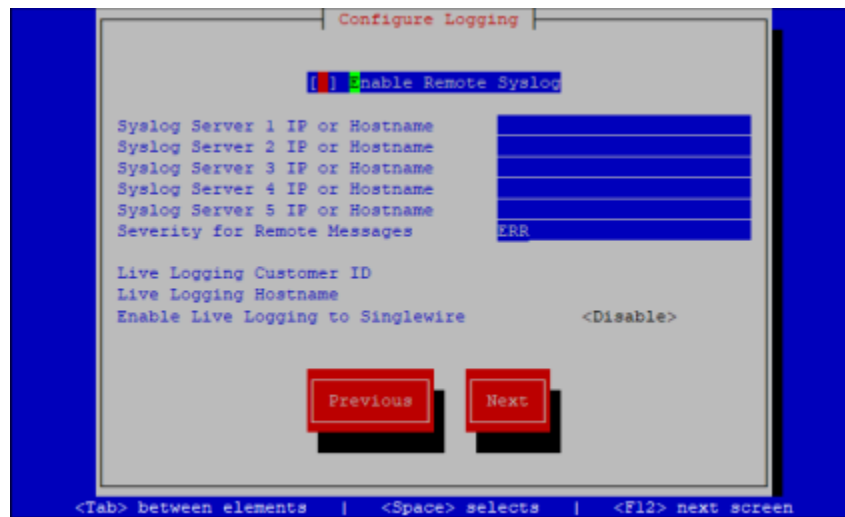 Configure Logging
[ ] Enable Remote Syslog
Syslog Server 1 IP or Hostname
Syslog Server 2 IP or Hostname
Syslog Server 3 IP or Hostname
Syslog Server 4 IP or Hostname
Syslog Server 5 IP or Hostname
Severity for Remote Messages ERR
Live Logging Customer ID
Live Logging Hostname
Enable Live Logging to Singlewire <Disable>
Previous Next
<Tab> between elements | <Space> selects | <F12> next screen